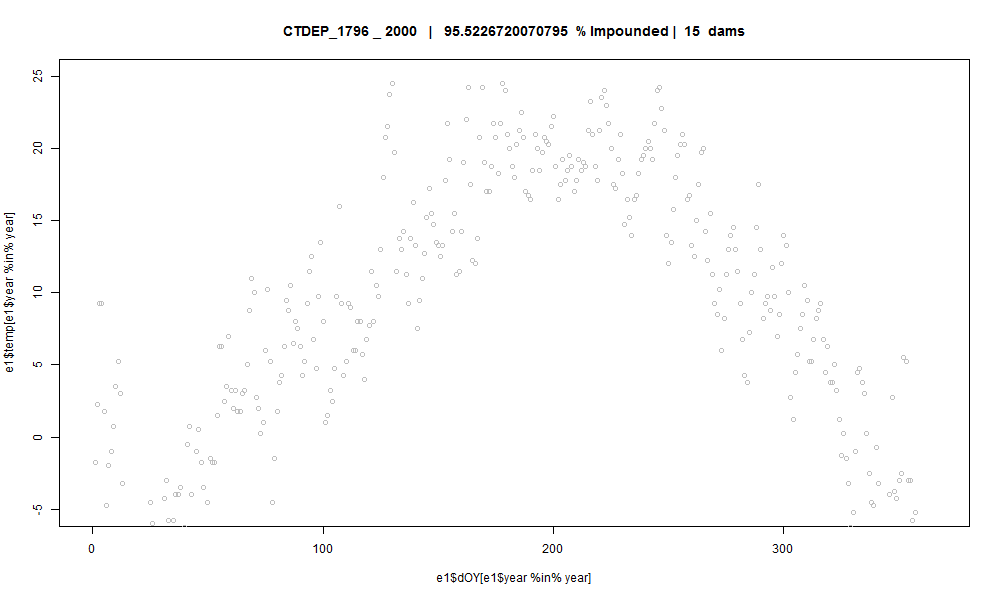 CTDEP_1796 _ 2000 | 95.5226720070795 % Impounded | 15 dams
e1$temp[e1$year %in% year]
25
20
15
10
5
0
-5
0 100 200 300
e1$dOY[e1$year %in% year]